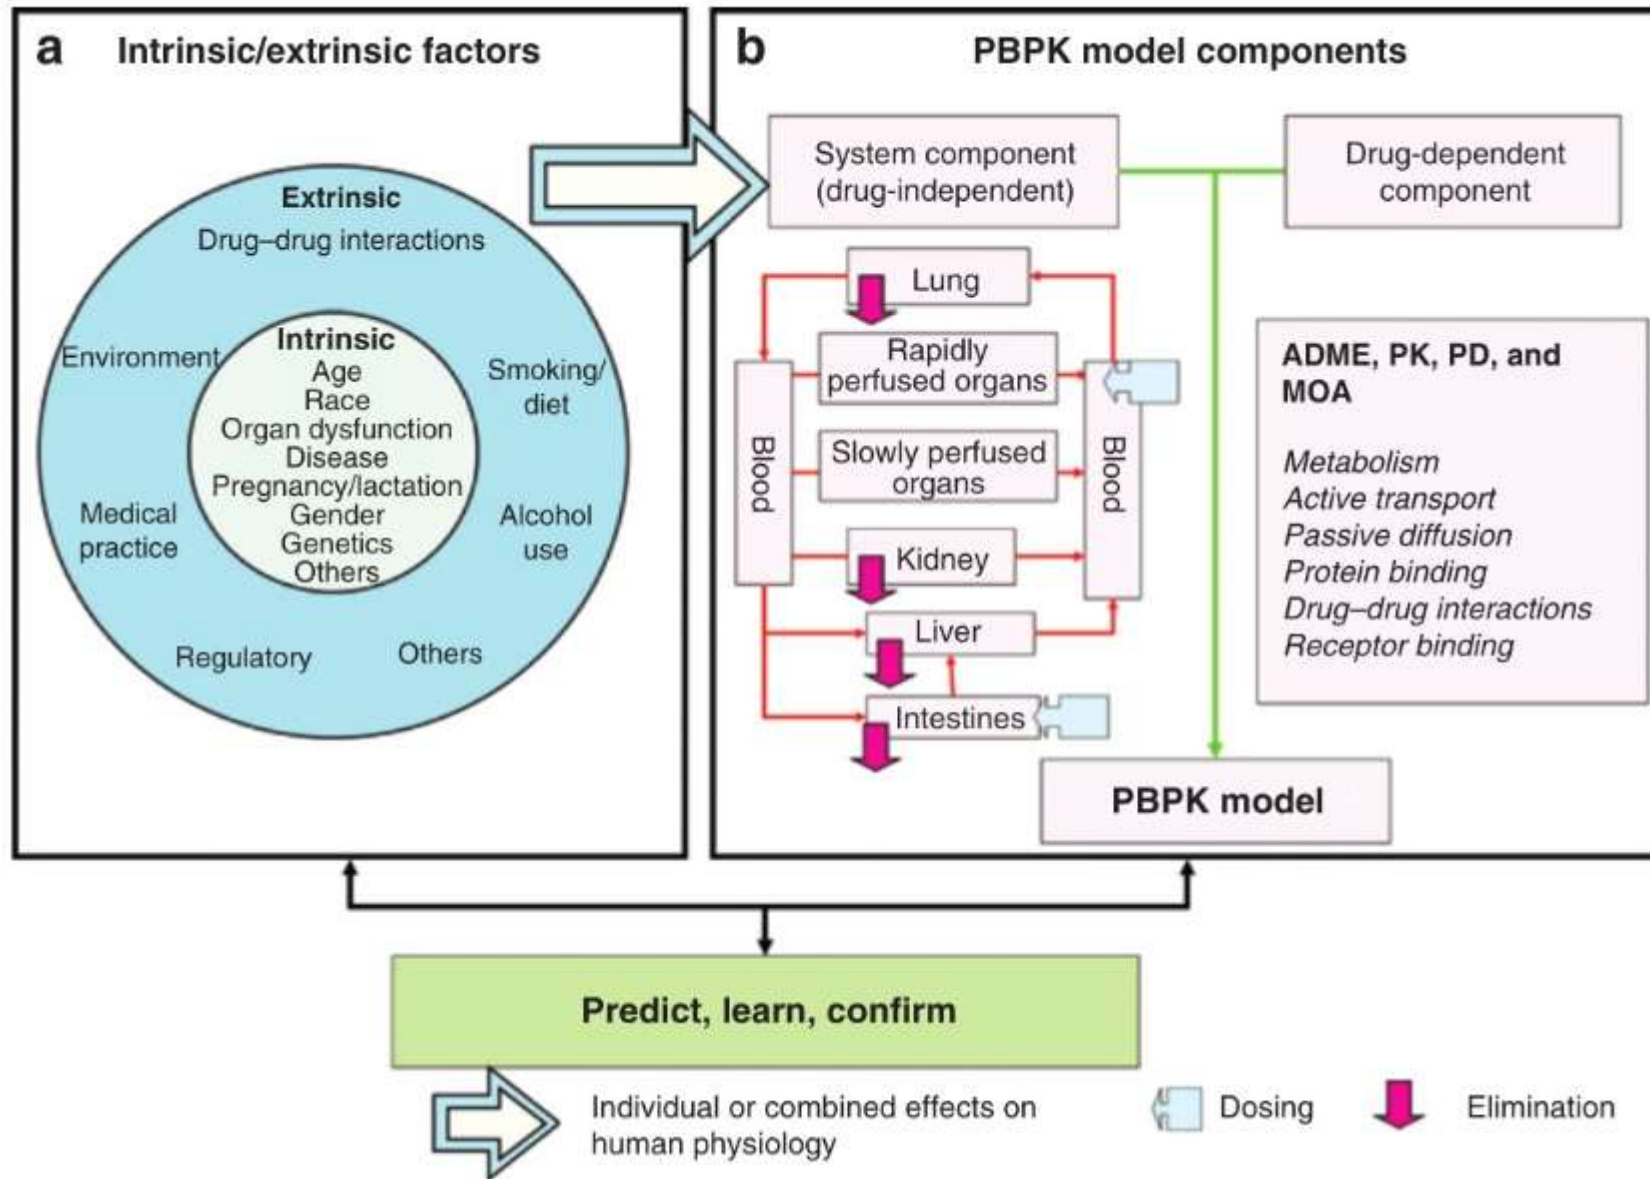 a Intrinsic/extrinsic factors
Extrinsic
Drug–drug interactions
Environment
Smoking/
diet
Medical
practice
Alcohol
use
Regulatory
Others
Intrinsic
Age
Race
Organ dysfunction
Disease
Pregnancy/lactation
Gender
Genetics
Others
b PBPK model components
System component
(drug-independent)
Drug-dependent
component
Lung
Rapidly
perfused organs
Slowly perfused
organs
Kidney
Liver
Intestines
Blood
Blood
ADME, PK, PD, and
MOA
Metabolism
Active transport
Passive diffusion
Protein binding
Drug–drug interactions
Receptor binding
PBPK model
Predict, learn, confirm
Individual or combined effects on
human physiology
Dosing
Elimination